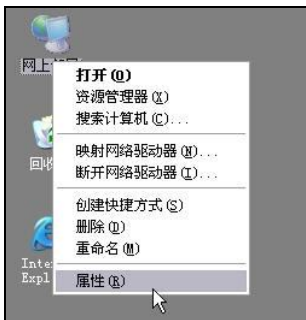 网上邻居
打开(O)
资源管理器(X)
搜索计算机(C)...
映射网络驱动器(N)...
断开网络驱动器(I)...
回收
创建快捷方式(S)
删除(D)
重命名(M)
Inte
Expl
属性(R)